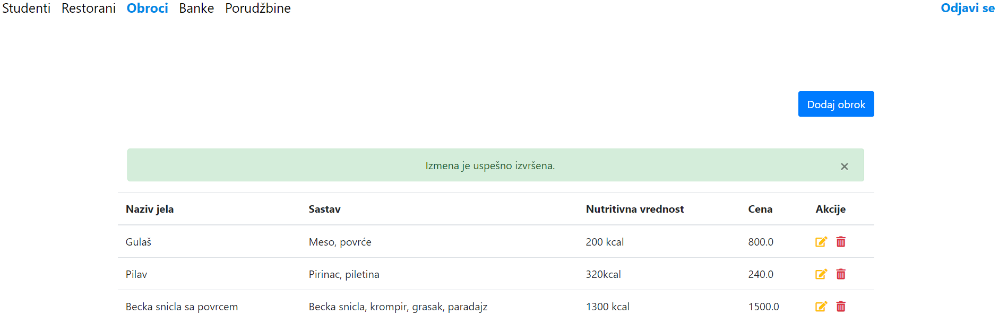 Studenti Restorani Obroci Banke Porudžbine Odjavi se
Dodaj obrok
Izmena je uspešno izvršena. ×
Naziv jela Sastav Nutritivna vrednost Cena Akcije
Gulaš Meso, povrće 200 kcal 800.0
Pilav Pirinac, piletina 320kcal 240.0
Becka snicla sa povrcem Becka snicla, krompir, grasak, paradajz 1300 kcal 1500.0